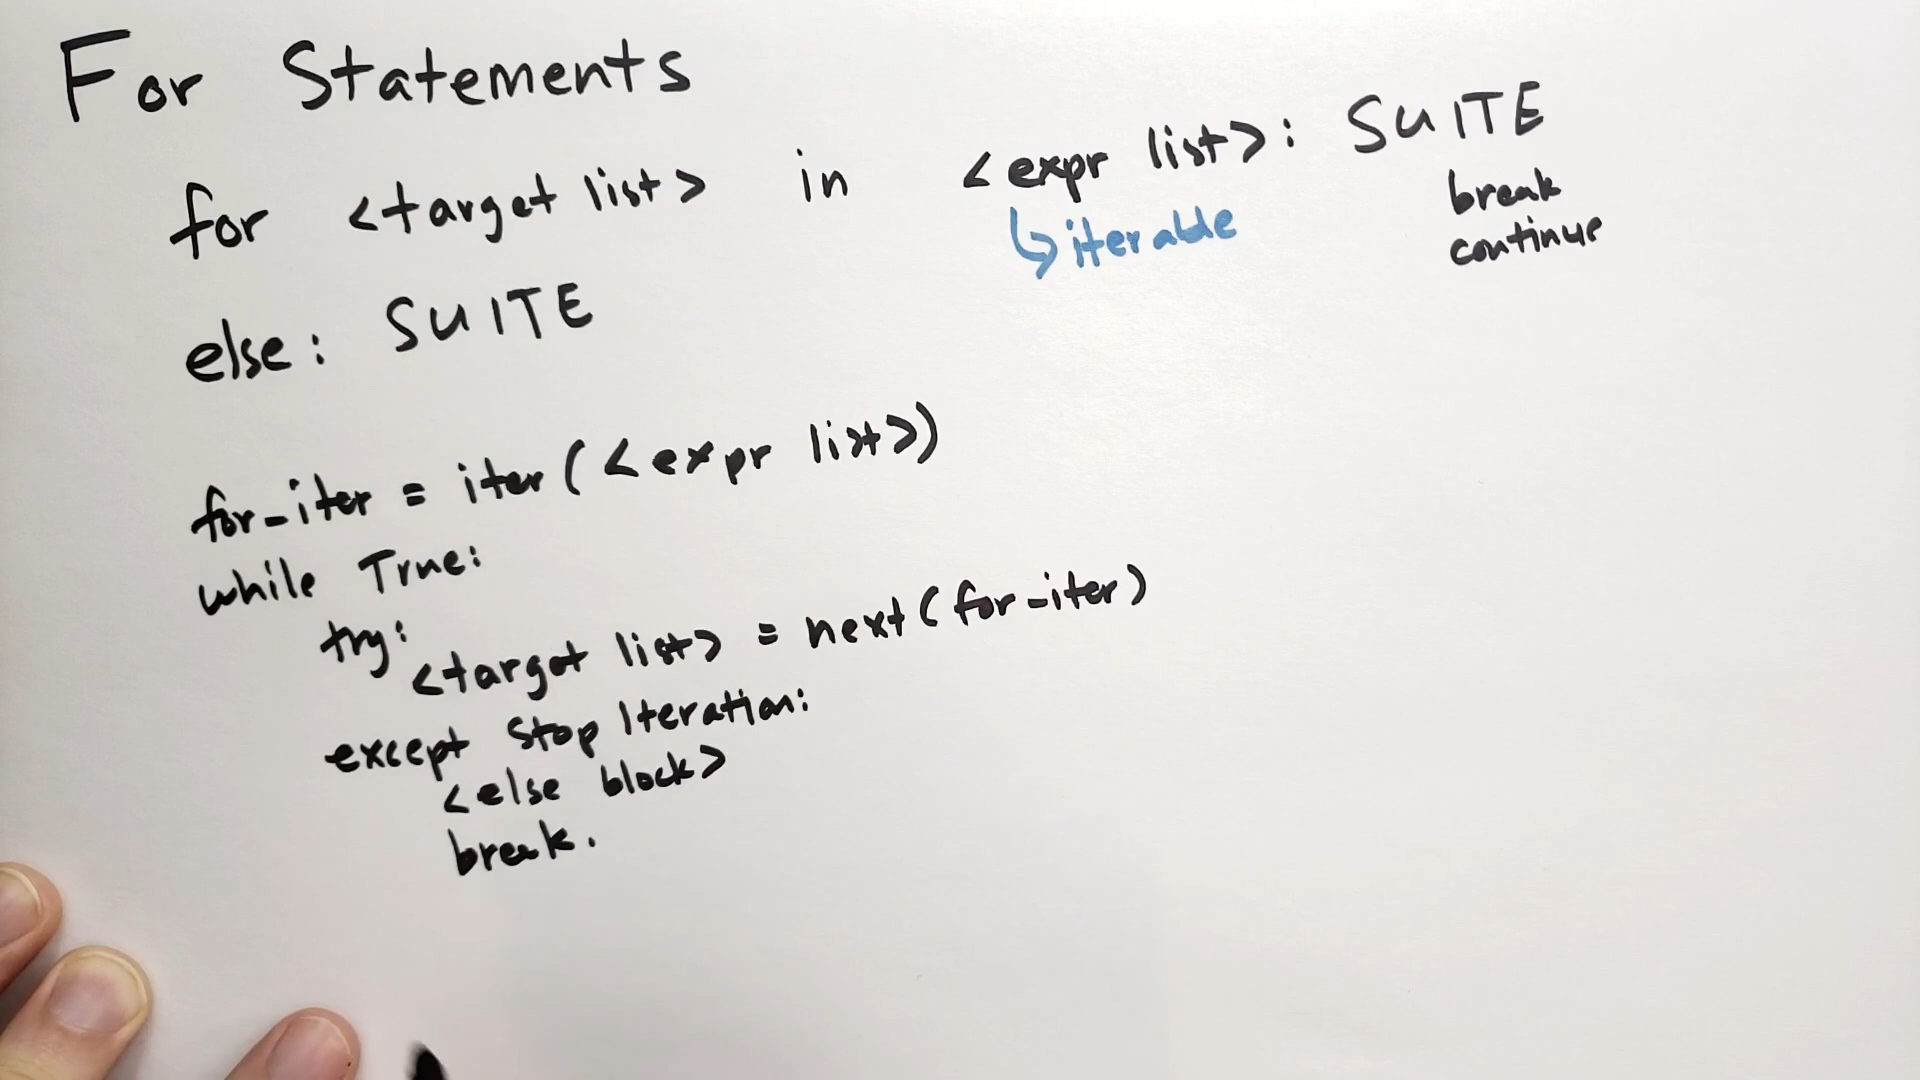 For Statements
for <target list> in <expr list>: SUITE
↳ iterable
break
continue
else: SUITE
for_iter = iter(<expr list>)
while True:
try:
<target list> = next(for_iter)
except StopIteration:
<else block>
break.